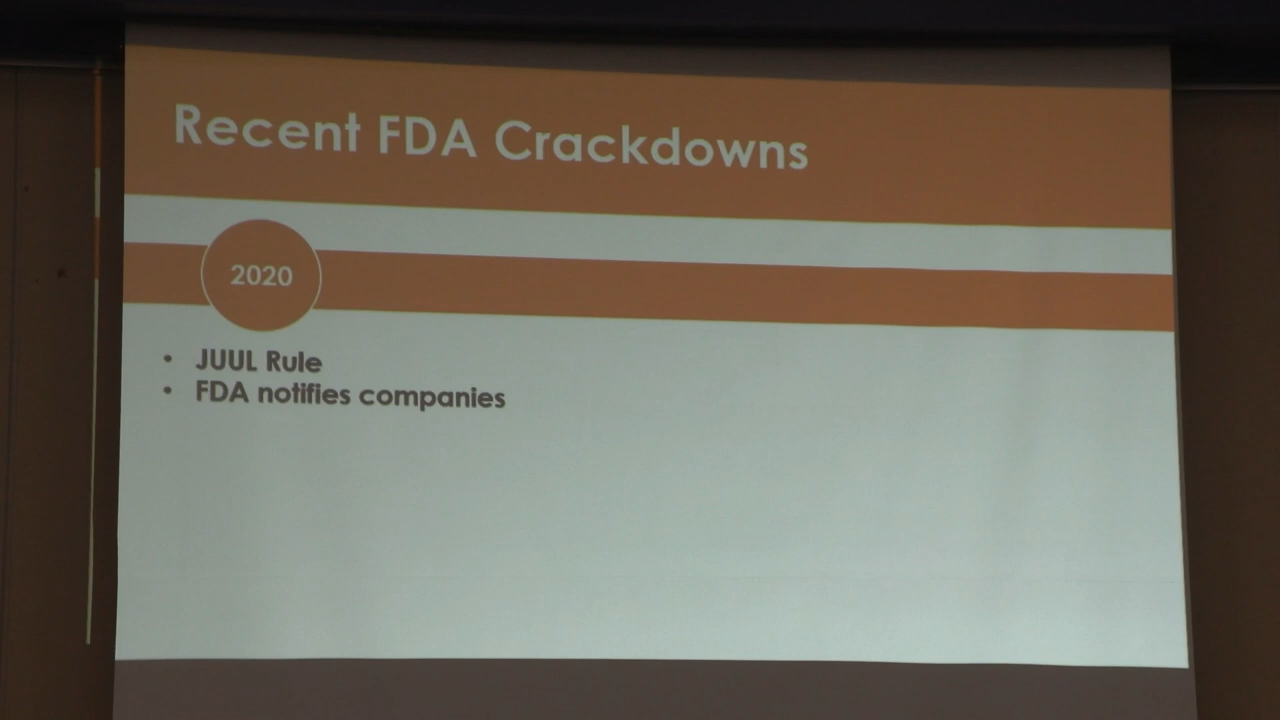 Recent FDA Crackdowns
2020
• JUUL Rule
• FDA notifies companies